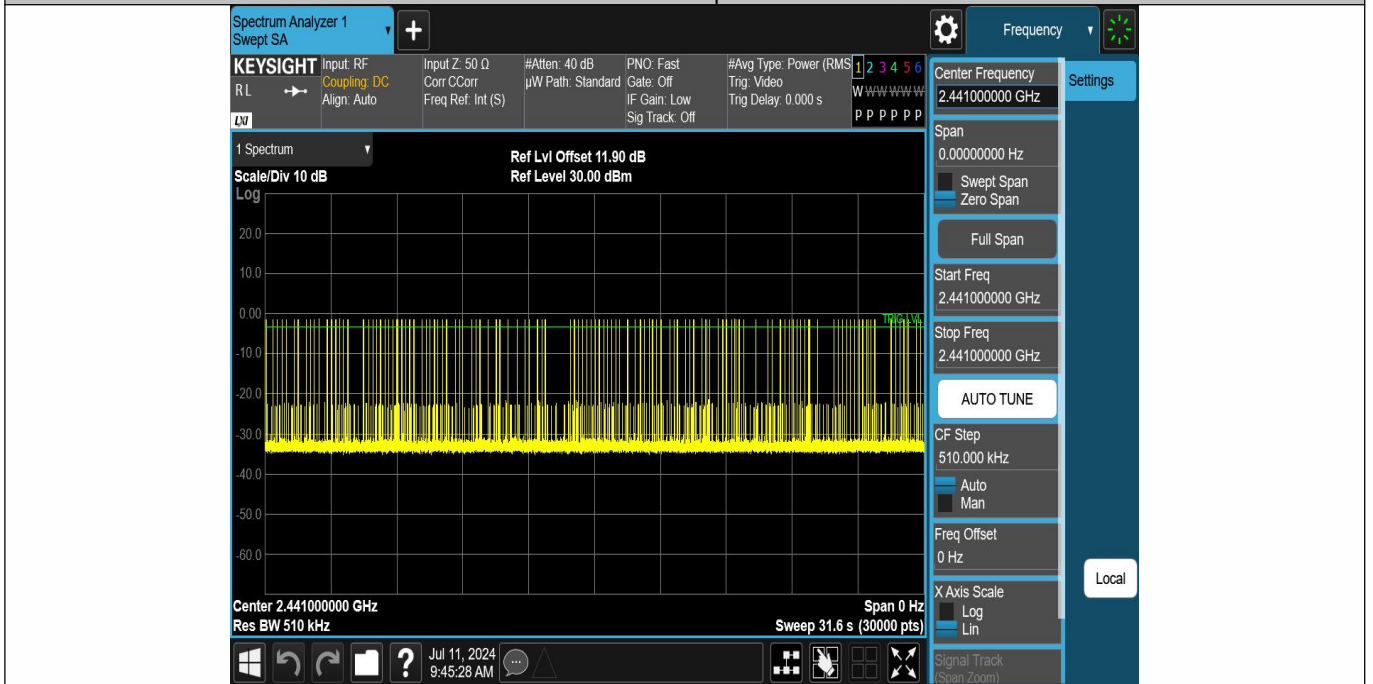 Spectrum Analyzer 1
Swept SA
+
Frequency
KEYSIGHT
R L
LXI
Input: RF
Coupling: DC
Align: Auto
Input Z: 50 Ω
Corr CCorr
Freq Ref: Int (S)
#Atten: 40 dB
µW Path: Standard
PNO: Fast
Gate: Off
IF Gain: Low
Sig Track: Off
#Avg Type: Power (RMS
Trig: Video
Trig Delay: 0.000 s
1 2 3 4 5 6
W W W W W W
P P P P P P
Center Frequency
2.441000000 GHz
Settings
Span
0.00000000 Hz
Swept Span
Zero Span
Full Span
Start Freq
2.441000000 GHz
Stop Freq
2.441000000 GHz
AUTO TUNE
CF Step
510.000 kHz
Auto
Man
Freq Offset
0 Hz
X Axis Scale
Log
Lin
Signal Track
(Span Zoom)
Local
1 Spectrum
Scale/Div 10 dB
Ref Lvl Offset 11.90 dB
Ref Level 30.00 dBm
Log
20.0
10.0
0.00
TRIG LVL
-10.0
-20.0
-30.0
-40.0
-50.0
-60.0
Center 2.441000000 GHz
Span 0 Hz
Res BW 510 kHz
Sweep 31.6 s (30000 pts)
?
Jul 11, 2024
9:45:28 AM